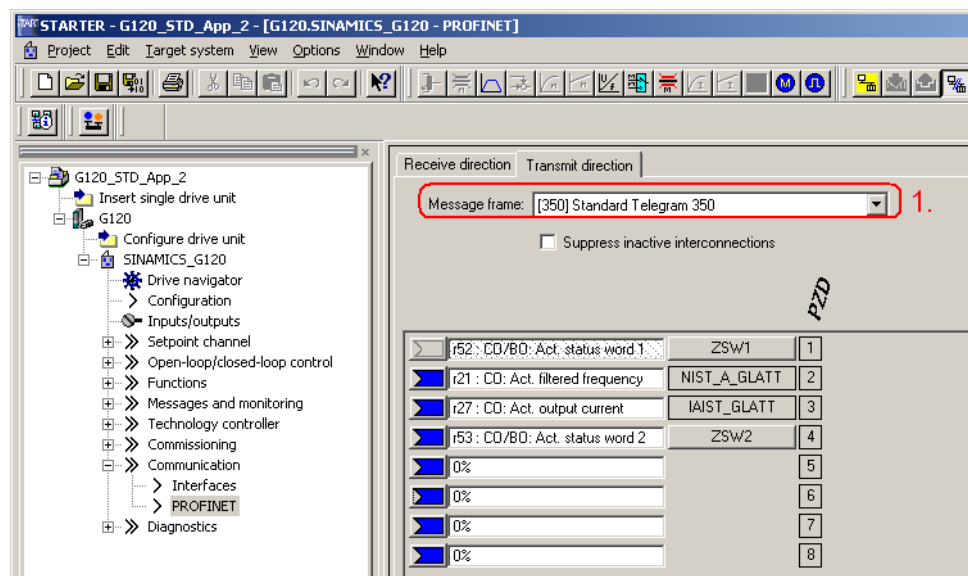 STARTER - G120_STD_App_2 - [G120.SINAMICS_G120 - PROFINET]
Project Edit Target system View Options Window Help
G120_STD_App_2
Insert single drive unit
G120
Configure drive unit
SINAMICS_G120
Drive navigator
Configuration
Inputs/outputs
Setpoint channel
Open-loop/closed-loop control
Functions
Messages and monitoring
Technology controller
Commissioning
Communication
Interfaces
PROFINET
Diagnostics
Receive direction Transmit direction
Message frame: [350] Standard Telegram 350 1.
Suppress inactive interconnections
PZD
r52 : CO/BO: Act. status word 1 ZSW1 1
r21 : CO: Act. filtered frequency NIST_A_GLATT 2
r27 : CO: Act. output current IAIST_GLATT 3
r53 : CO/BO: Act. status word 2 ZSW2 4
0% 5
0% 6
0% 7
0% 8